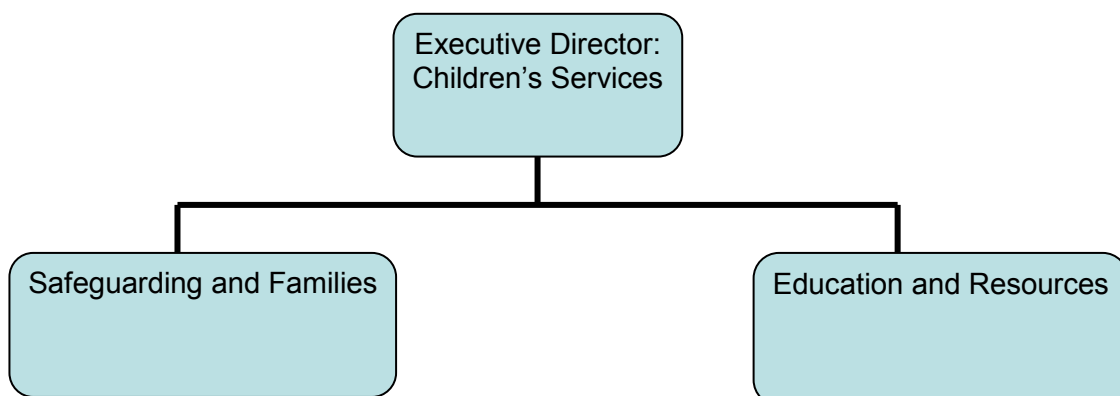 Executive Director:
Children’s Services
Safeguarding and Families
Education and Resources